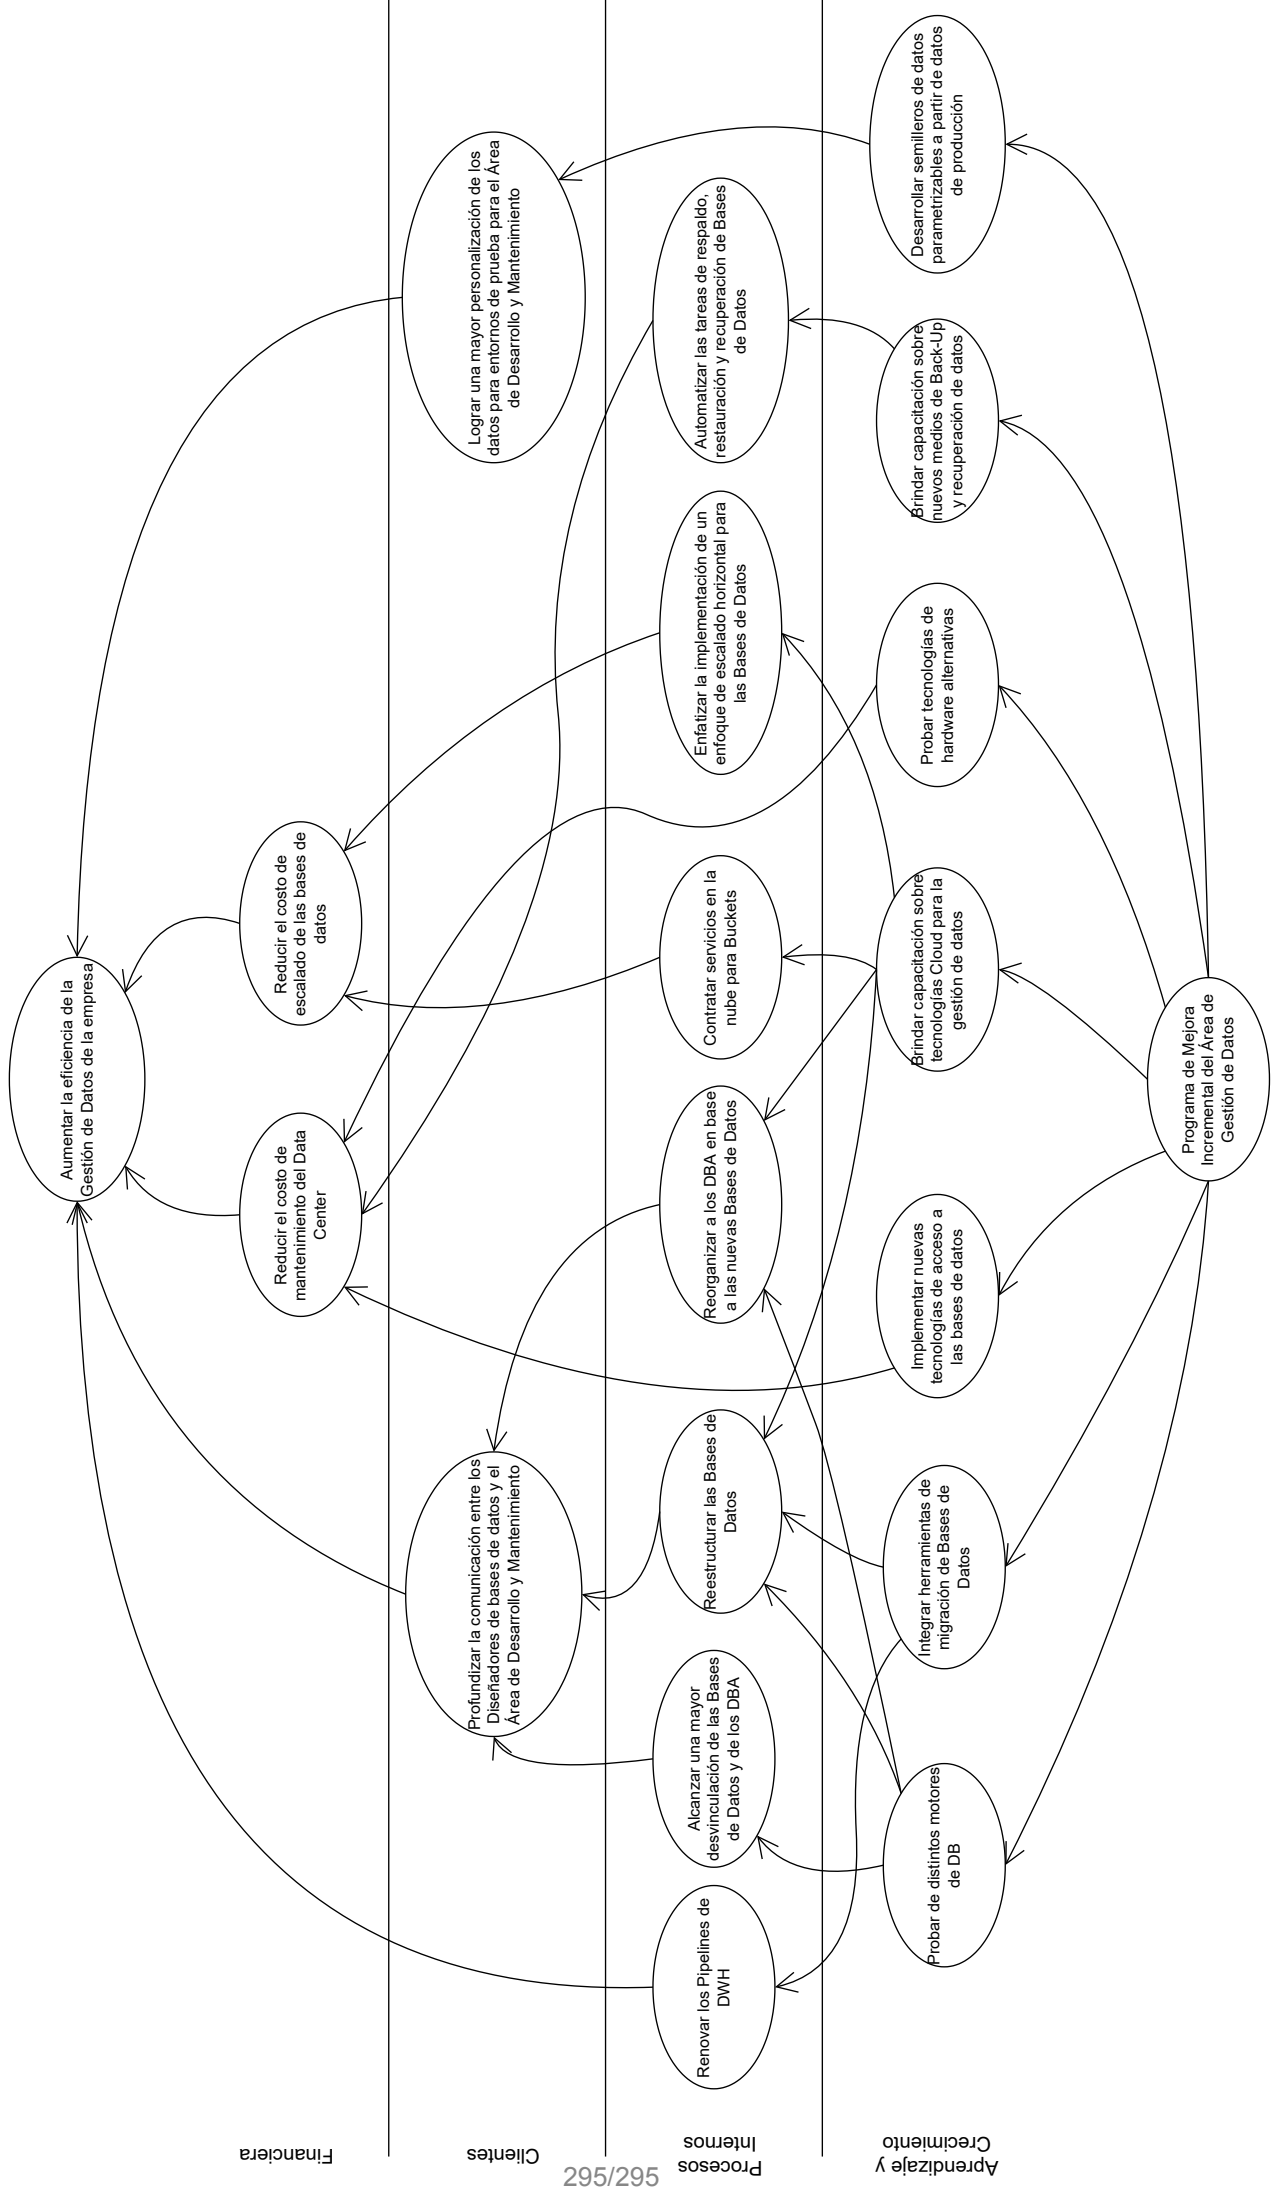 Aumentar la eficiencia de la
Gestión de Datos de la empresa
Financiera
Reducir el costo de
mantenimiento del Data
Center
Reducir el costo de
escalado de las bases de
datos
Clientes
Profundizar la comunicación entre los
Diseñadores de bases de datos y el
Área de Desarrollo y Mantenimiento
Lograr una mayor personalización de los
datos para entornos de prueba para el Área
de Desarrollo y Mantenimiento
Procesos
Internos
Renovar los Pipelines de
DWH
Alcanzar una mayor
desvinculación de las Bases
de Datos y de los DBA
Reestructurar las Bases de
Datos
Reorganizar a los DBA en base
a las nuevas Bases de Datos
Contratar servicios en la
nube para Buckets
Enfatizar la implementación de un
enfoque de escalado horizontal para
las Bases de Datos
Automatizar las tareas de respaldo,
restauración y recuperación de Bases
de Datos
Aprendizaje y
Crecimiento
Probar de distintos motores
de DB
Integrar herramientas de
migración de Bases de
Datos
Implementar nuevas
tecnologías de acceso a
las bases de datos
Brindar capacitación sobre
tecnologías Cloud para la
gestión de datos
Probar tecnologías de
hardware alternativas
Brindar capacitación sobre
nuevos medios de Back-Up
y recuperación de datos
Desarrollar semilleros de datos
parametrizables a partir de datos
de producción
Programa de Mejora
Incremental del Área de
Gestión de Datos
295/295